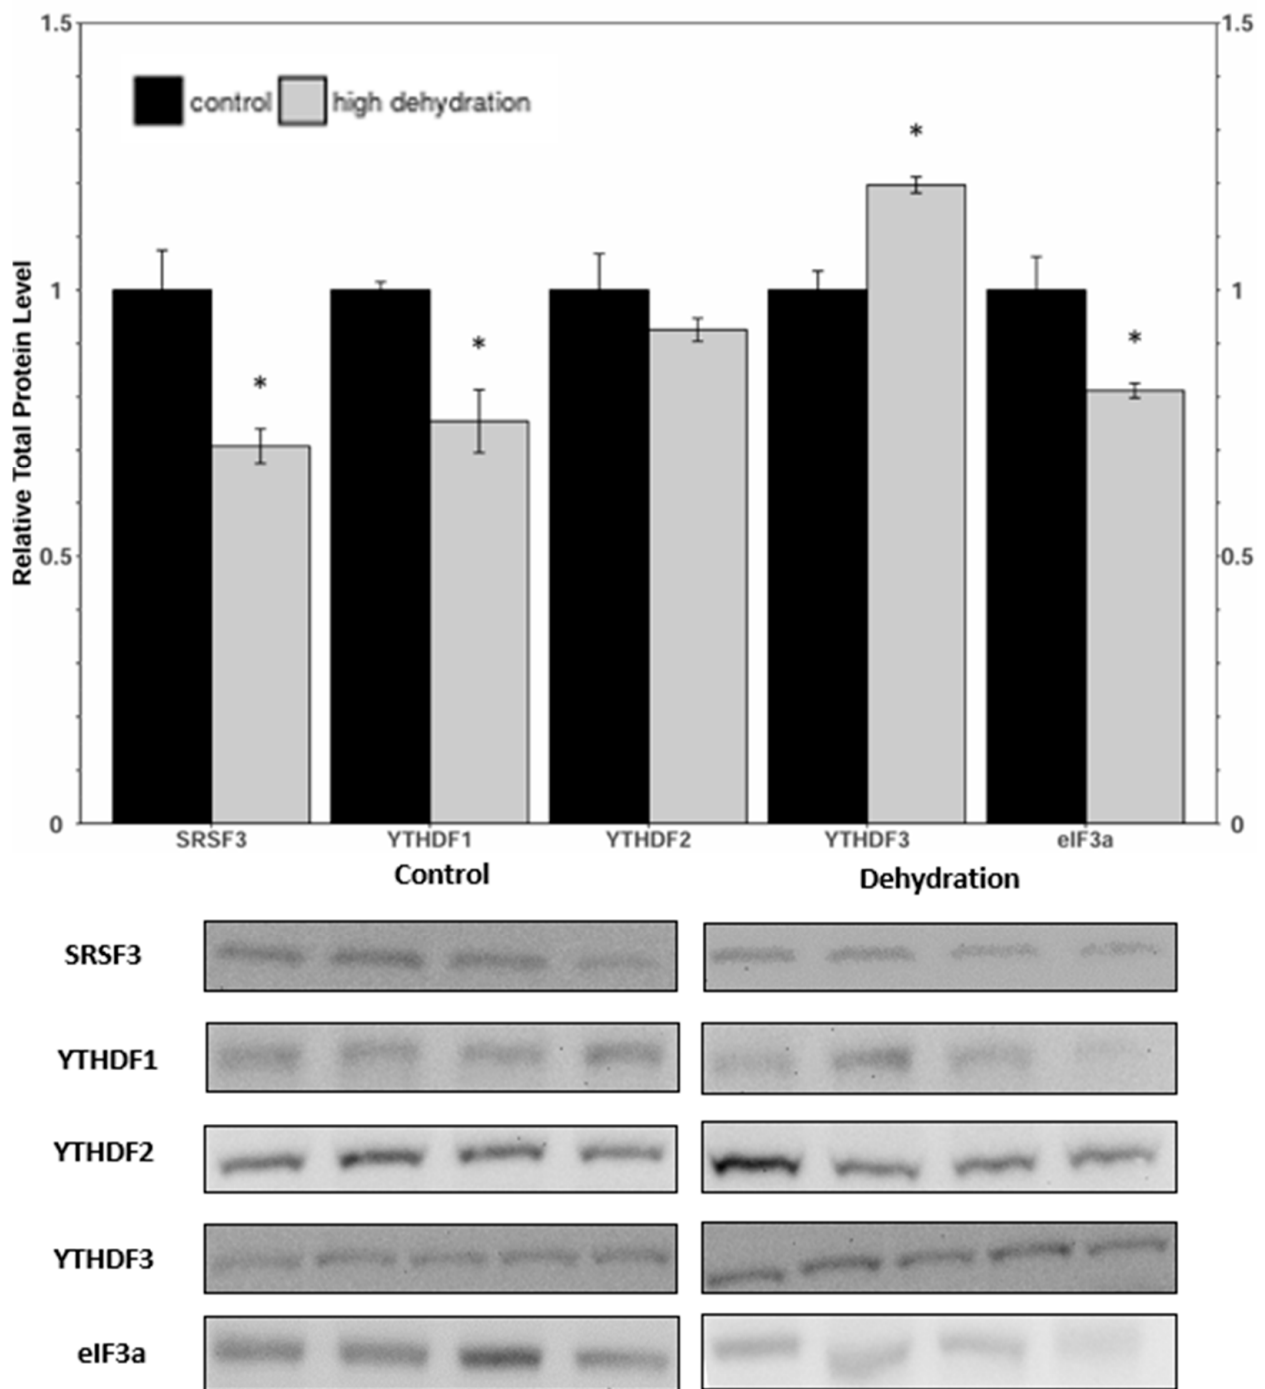 1.5 1.5
control high dehydration
*
*
*
*
1 1
Relative Total Protein Level
0.5 0.5
0 0
SRSF3 YTHDF1 YTHDF2 YTHDF3 eIF3a
Control Dehydration
SRSF3
YTHDF1
YTHDF2
YTHDF3
eIF3a